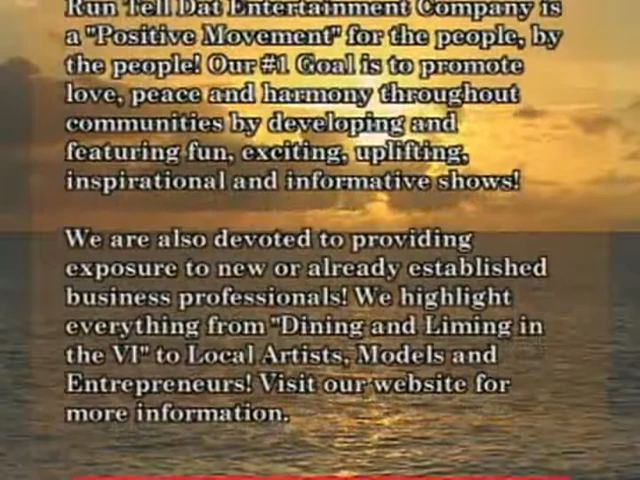 Run Tell Dat Entertainment Company is
a "Positive Movement" for the people, by
the people! Our #1 Goal is to promote
love, peace and harmony throughout
communities by developing and
featuring fun, exciting, uplifting,
inspirational and informative shows!
We are also devoted to providing
exposure to new or already established
business professionals! We highlight
everything from "Dining and Liming in
the VI" to Local Artists, Models and
Entrepreneurs! Visit our website for
more information.